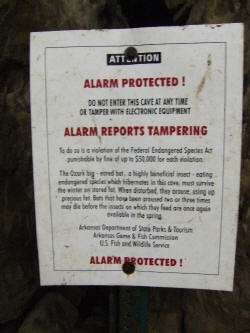 ATTENTION
ALARM PROTECTED !
DO NOT ENTER THIS CAVE AT ANY TIME
OR TAMPER WITH ELECTRONIC EQUIPMENT
ALARM REPORTS TAMPERING
To do so is a violation of the Federal Endangered Species Act
punishable by fine of up to $50,000 for each violation.
The Ozark big - eared bat , a highly beneficial insect - eating
endangered species which hibernates in this cave, must survive
the winter on stored fat. When disturbed, they arouse, using up
precious fat. Bats that have been aroused two or three times
may die before the insects on which they feed are once again
available in the spring.
Arkansas Department of State Parks & Tourism
Arkansas Game & Fish Commission
U.S. Fish and Wildlife Service
ALARM PROTECTED !